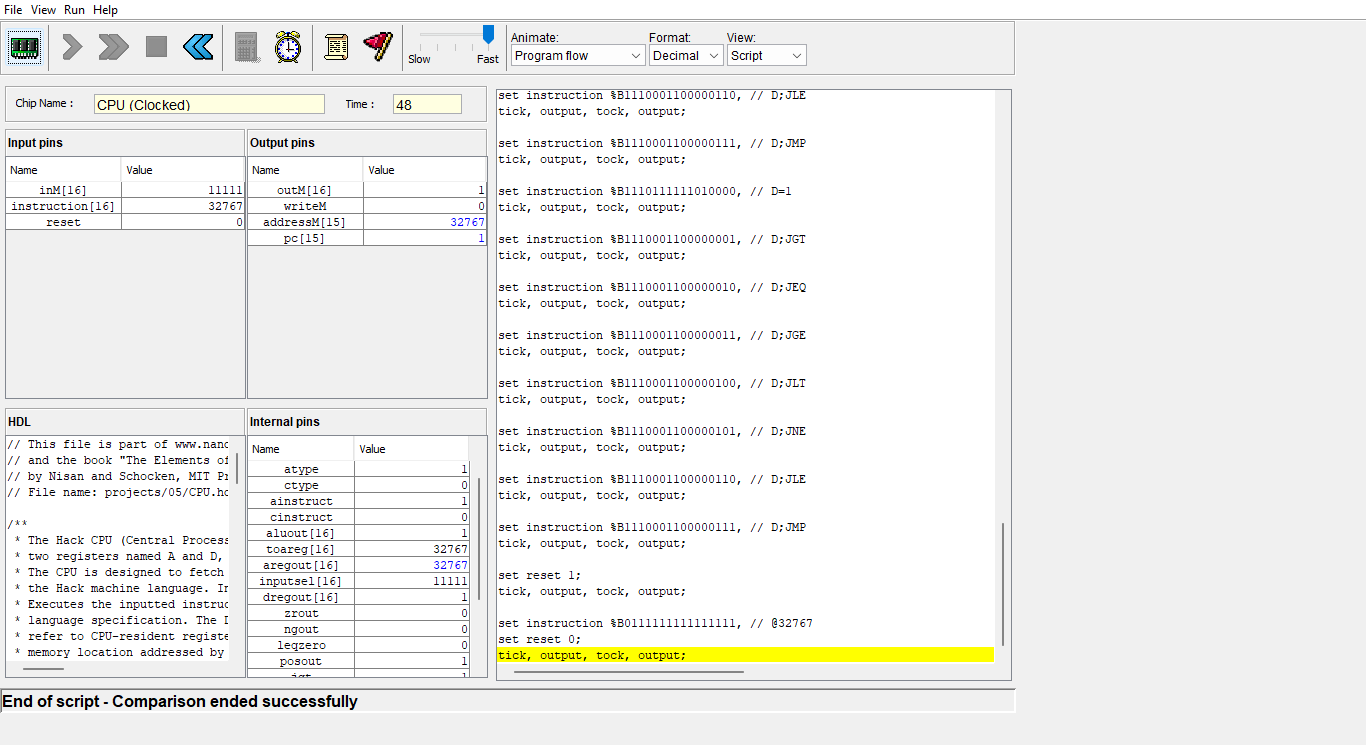 File View Run Help
Slow Fast
Animate: Format: View:
Program flow Decimal Script
Chip Name : CPU (Clocked) Time : 48
Input pins
Name Value
inM[16] 11111
instruction[16] 32767
reset 0
Output pins
Name Value
outM[16] 1
writeM 0
addressM[15] 32767
pc[15] 1
HDL
// This file is part of www.nand
// and the book "The Elements of
// by Nisan and Schocken, MIT Pr
// File name: projects/05/CPU.hd
/**
* The Hack CPU (Central Process
* two registers named A and D,
* The CPU is designed to fetch
* the Hack machine language. In
* Executes the inputted instruc
* language specification. The D
* refer to CPU-resident registe
* memory location addressed by
Internal pins
Name Value
atype 1
ctype 0
ainstruct 1
cinstruct 0
aluout[16] 1
toareg[16] 32767
aregout[16] 32767
inputsel[16] 11111
dregout[16] 1
zrout 0
ngout 0
leqzero 0
posout 1
jgt 1
set instruction %B1110001100000110, // D;JLE
tick, output, tock, output;
set instruction %B1110001100000111, // D;JMP
tick, output, tock, output;
set instruction %B1110111111010000, // D=1
tick, output, tock, output;
set instruction %B1110001100000001, // D;JGT
tick, output, tock, output;
set instruction %B1110001100000010, // D;JEQ
tick, output, tock, output;
set instruction %B1110001100000011, // D;JGE
tick, output, tock, output;
set instruction %B1110001100000100, // D;JLT
tick, output, tock, output;
set instruction %B1110001100000101, // D;JNE
tick, output, tock, output;
set instruction %B1110001100000110, // D;JLE
tick, output, tock, output;
set instruction %B1110001100000111, // D;JMP
tick, output, tock, output;
set reset 1;
tick, output, tock, output;
set instruction %B0111111111111111, // @32767
set reset 0;
tick, output, tock, output;
End of script - Comparison ended successfully